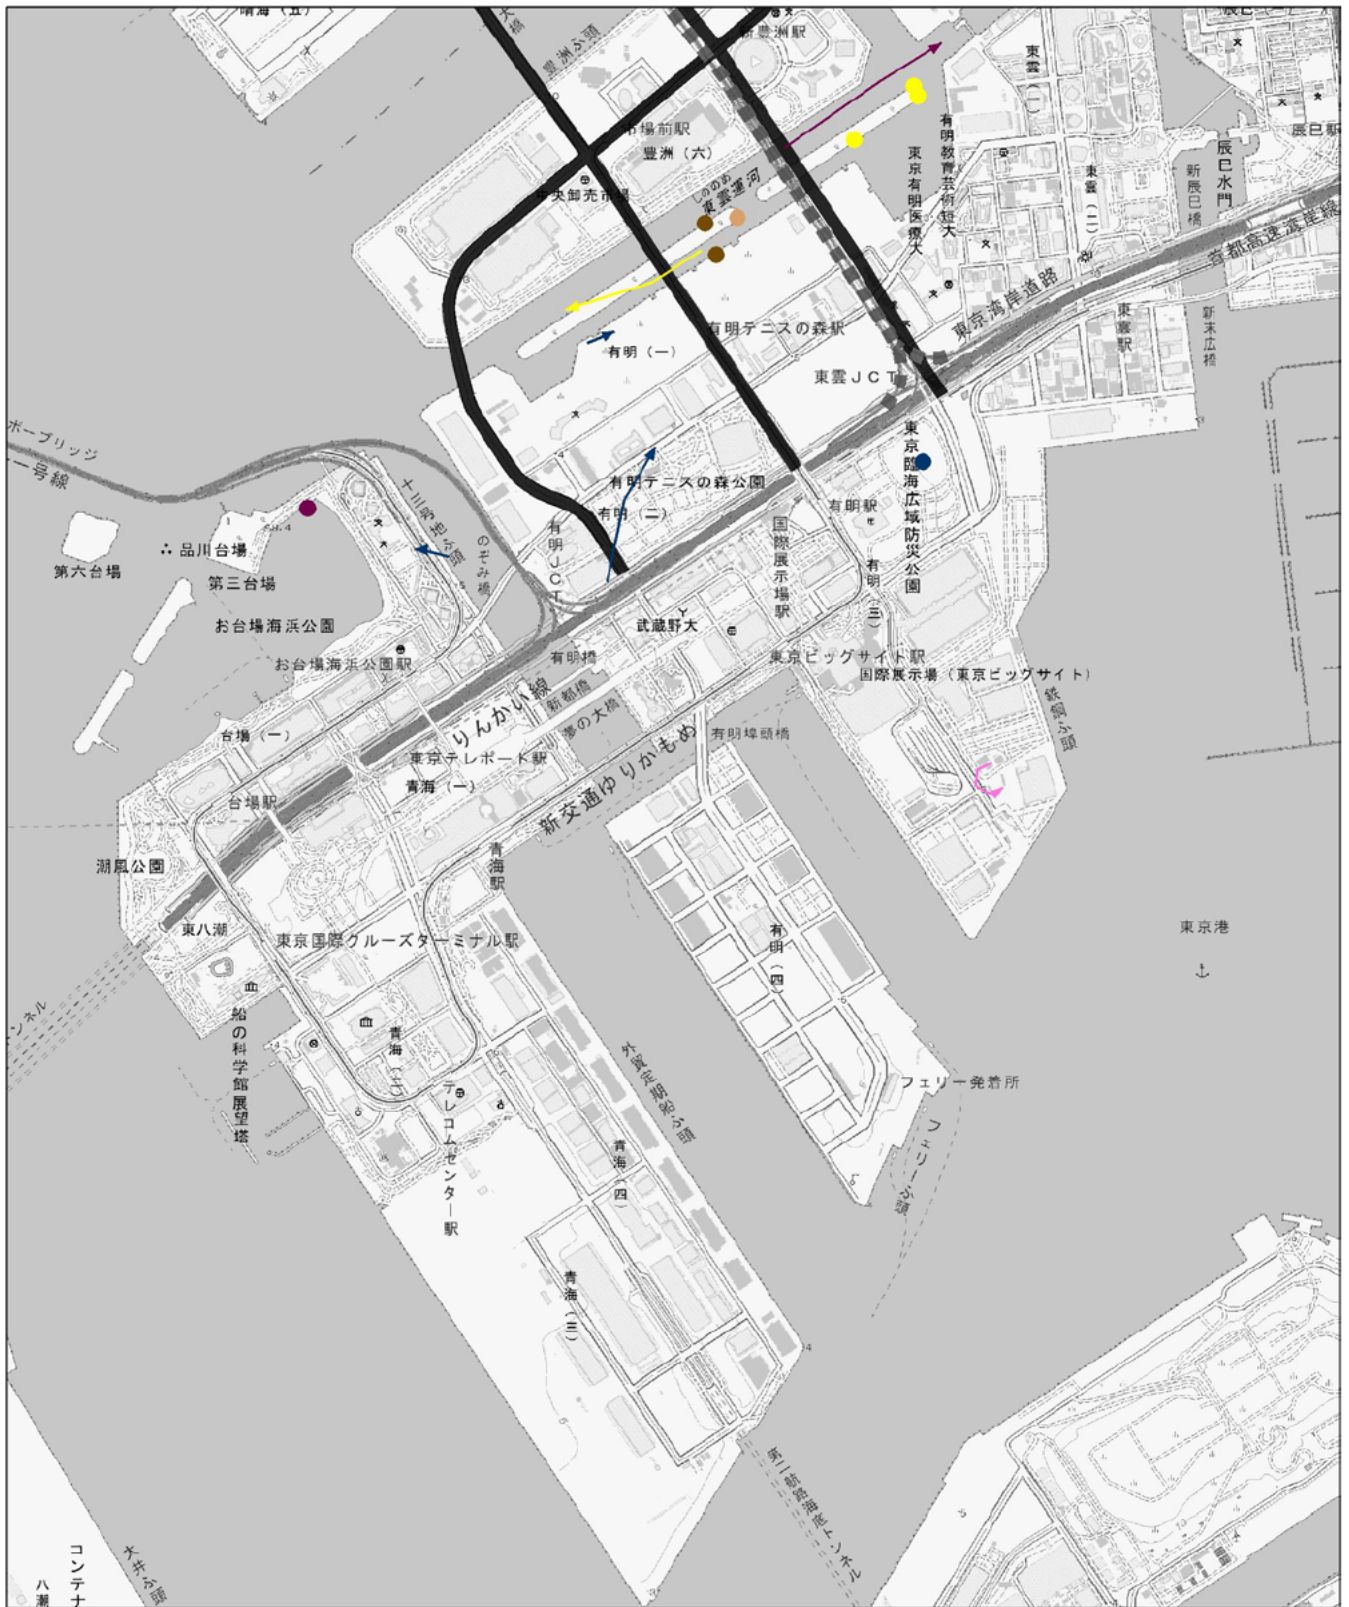 晴海（五）
大橋
豊洲ふ頭
新豊洲駅
辰巳（一）
東雲（一）
市場前駅
豊洲（六）
中央卸売市場
しののめ
東雲運河
有明教育芸術短大
東京有明医療大
東雲（二）
新辰巳橋
辰巳水門
辰巳駅
首都高速湾岸線
東京湾岸道路
東雲駅
新末広橋
有明テニスの森駅
有明（一）
東雲JCT
ーブリッジ
一号線
十三号地ふ頭
のぞみ橋
有明テニスの森公園
有明（二）
有明JCT
有明駅
東京臨海広域防災公園
国際展示場駅
有明（三）
品川台場
第六台場
第三台場
お台場海浜公園
お台場海浜公園駅
武蔵野大
有明橋
東京ビッグサイト駅
国際展示場（東京ビッグサイト）
りんかい線
新都橋
夢の大橋
有明埠頭橋
鉄鋼ふ頭
台場（一）
東京テレポート駅
青海（一）
新交通ゆりかもめ
台場駅
潮風公園
青海駅
東八潮
東京国際クルーズターミナル駅
有明（四）
東京港
ンネル
船の科学館展望塔
青海（二）
外貿定期船ふ頭
テレコムセンター駅
フェリー発着所
フェリーふ頭
青海（四）
青海（三）
第二航路海底トンネル
大井ふ頭
コンテナ
八潮